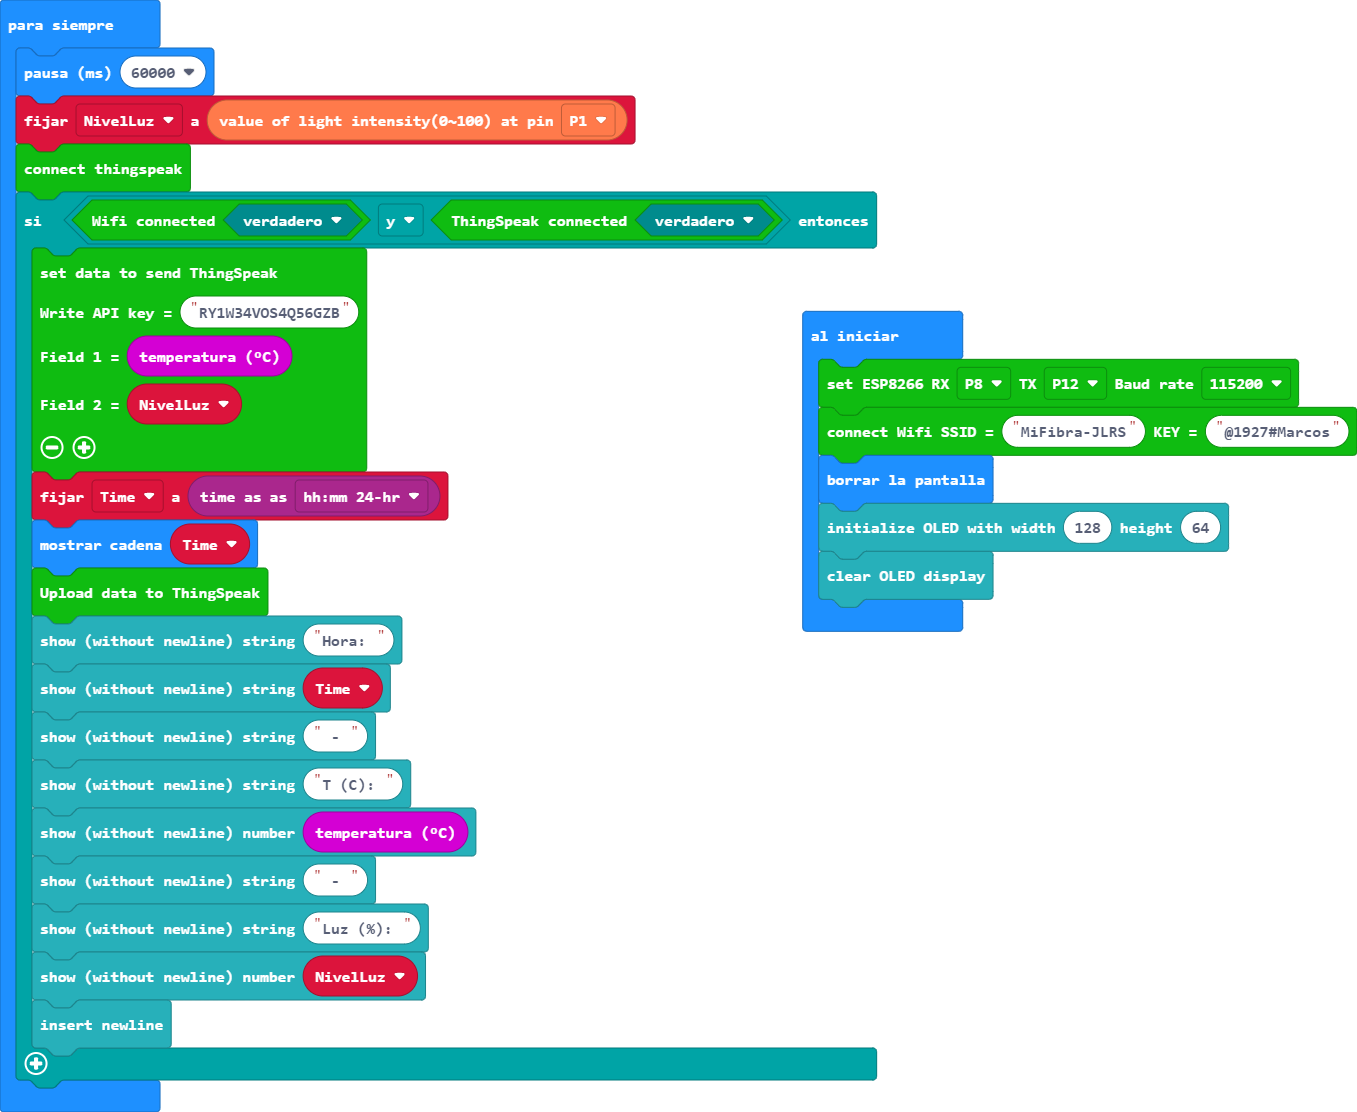 para siempre
pausa (ms) 60000
fijar NivelLuz a value of light intensity(0~100) at pin P1
connect thingspeak
si Wifi connected verdadero y ThingSpeak connected verdadero entonces
set data to send ThingSpeak
Write API key = "RY1W34VOS4Q56GZB"
Field 1 = temperatura (ºC)
Field 2 = NivelLuz
fijar Time a time as as hh:mm 24-hr
mostrar cadena Time
Upload data to ThingSpeak
show (without newline) string "Hora: "
show (without newline) string Time
show (without newline) string " - "
show (without newline) string "T (C): "
show (without newline) number temperatura (ºC)
show (without newline) string " - "
show (without newline) string "Luz (%): "
show (without newline) number NivelLuz
insert newline
al iniciar
set ESP8266 RX P8 TX P12 Baud rate 115200
connect Wifi SSID = "MiFibra-JLRS" KEY = "@1927#Marcos"
borrar la pantalla
initialize OLED with width 128 height 64
clear OLED display